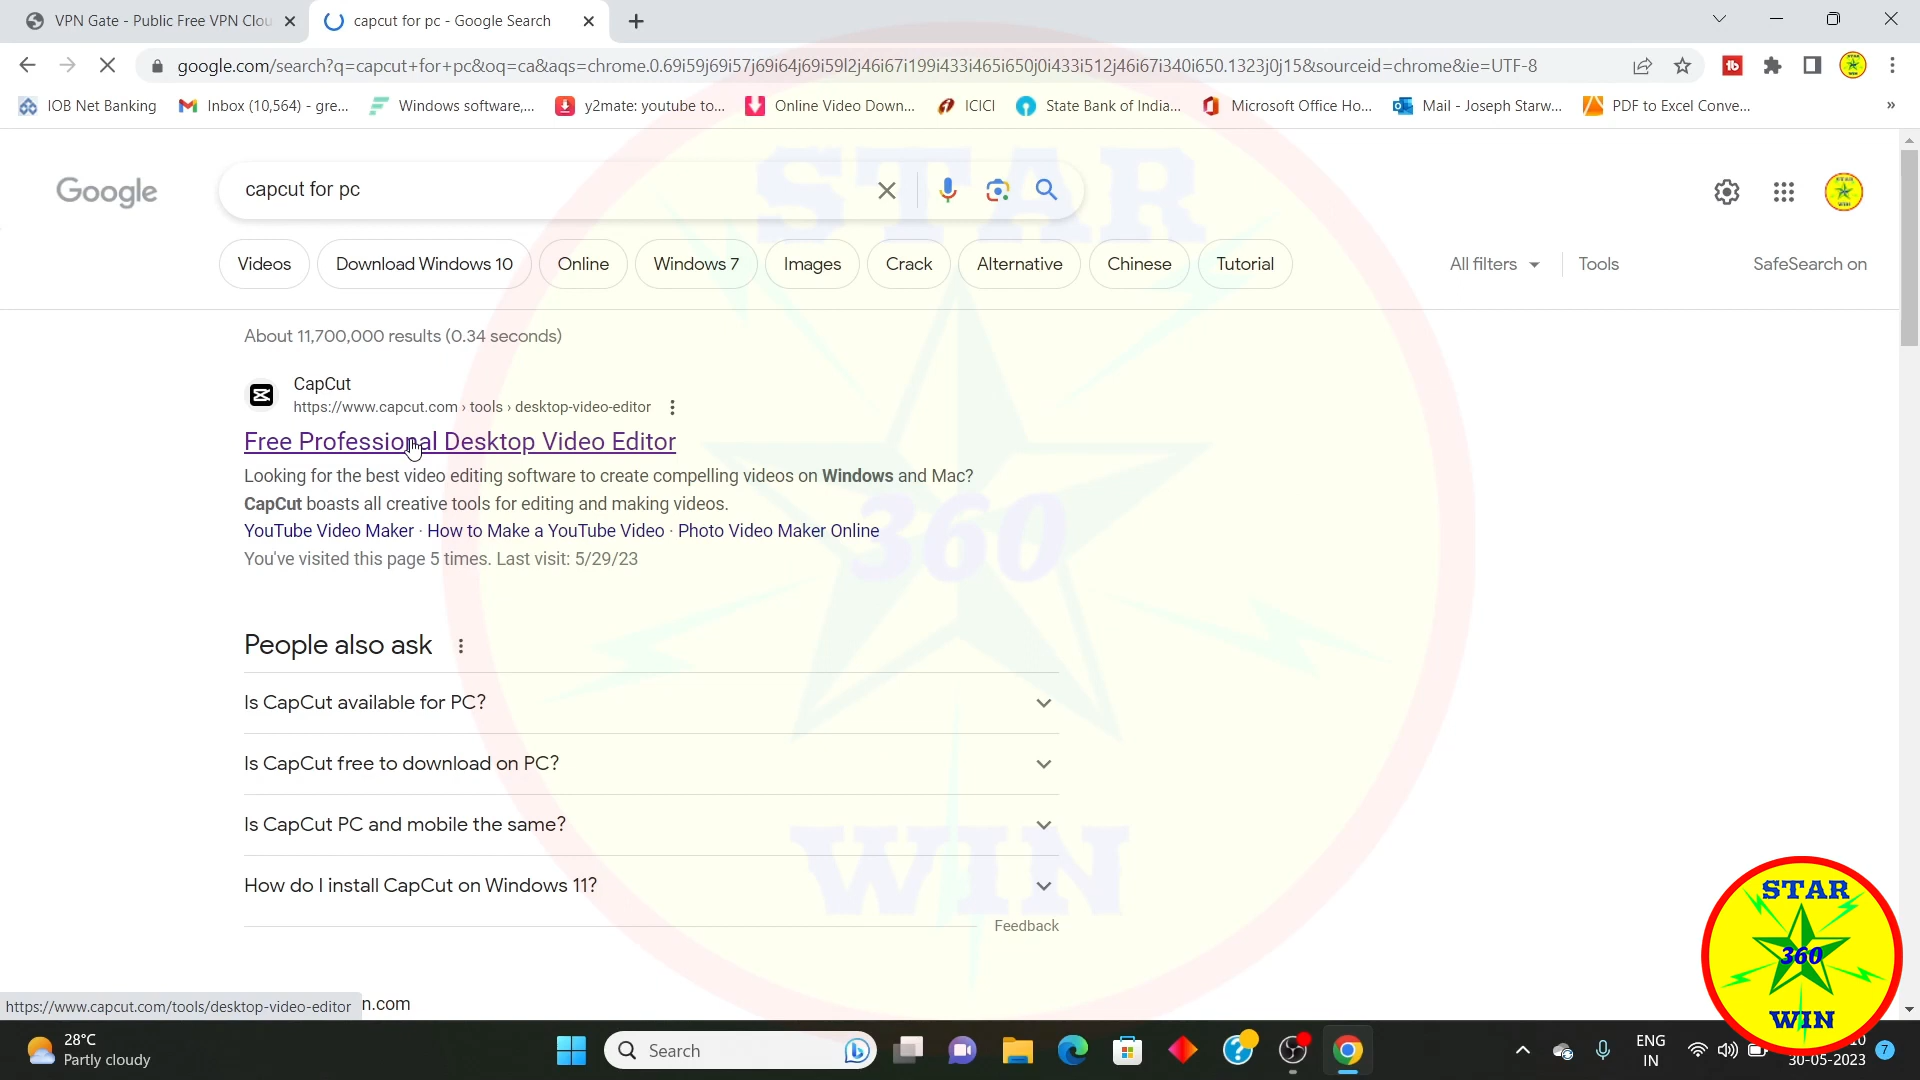 VPN Gate - Public Free VPN Clou
capcut for pc - Google Search
google.com/search?q=capcut+for+pc&oq=ca&aqs=chrome.0.69i59j69i57j69i64j69i59l2j46i67i199i433i465i650j0i433i512j46i67i340i650.1323j0j15&sourceid=chrome&ie=UTF-8
IOB Net Banking
Inbox (10,564) - gre...
Windows software,...
y2mate: youtube to...
Online Video Down...
ICICI
State Bank of India...
Microsoft Office Ho...
Mail - Joseph Starw...
PDF to Excel Conve...
»
Google
capcut for pc
Videos
Download Windows 10
Online
Windows 7
Images
Crack
Alternative
Chinese
Tutorial
All filters
Tools
SafeSearch on
About 11,700,000 results (0.34 seconds)
CapCut
https://www.capcut.com › tools › desktop-video-editor
Free Professional Desktop Video Editor
Looking for the best video editing software to create compelling videos on Windows and Mac?
CapCut boasts all creative tools for editing and making videos.
YouTube Video Maker · How to Make a YouTube Video · Photo Video Maker Online
You've visited this page 5 times. Last visit: 5/29/23
People also ask
Is CapCut available for PC?
Is CapCut free to download on PC?
Is CapCut PC and mobile the same?
How do I install CapCut on Windows 11?
Feedback
https://www.capcut.com/tools/desktop-video-editor
n.com
STAR
360
WIN
STAR
360
WIN
28°C
Partly cloudy
Search
ENG
IN
10
30-05-2023
7